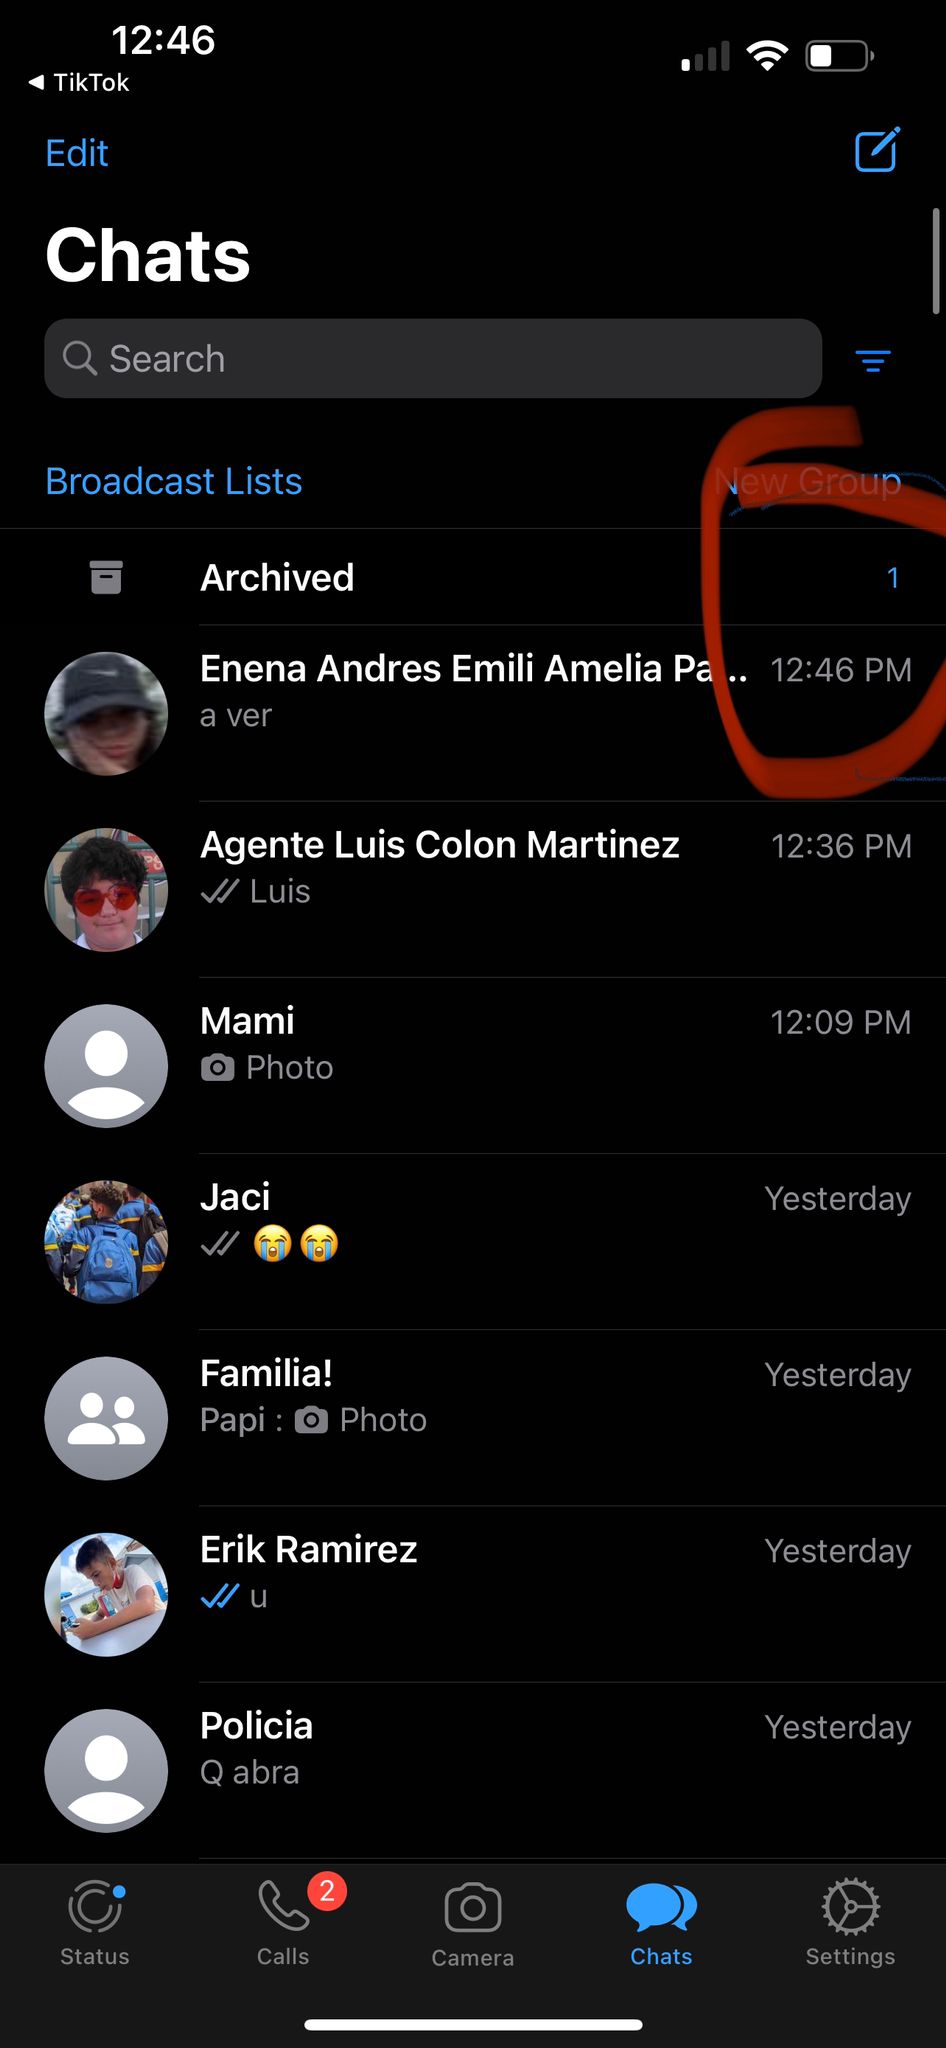 12:46
◀ TikTok
Edit
Chats
Search
Broadcast Lists New Group
Archived 1
Enena Andres Emili Amelia Pa... 12:46 PM
a ver
Agente Luis Colon Martinez 12:36 PM
Luis
Mami 12:09 PM
Photo
Jaci Yesterday
😭😭
Familia! Yesterday
Papi : Photo
Erik Ramirez Yesterday
u
Policia Yesterday
Q abra
2
Status Calls Camera Chats Settings